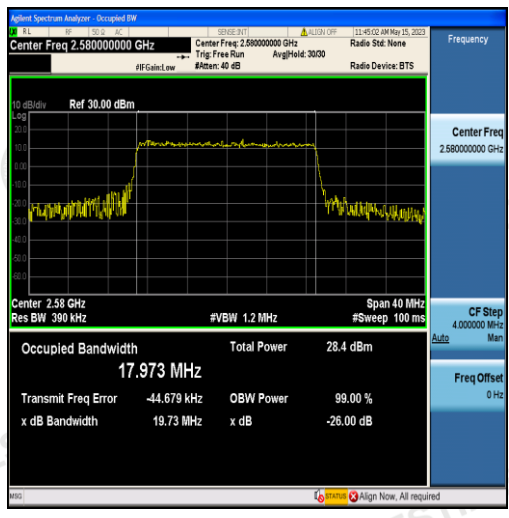 Agilent Spectrum Analyzer - Occupied BW
RL RF 50 Ω AC SENSE:INT ALIGN OFF 11:45:02 AM May 15, 2023
Center Freq 2.580000000 GHz
Center Freq: 2.580000000 GHz
Radio Std: None
Trig: Free Run Avg|Hold: 30/30
#IFGain:Low #Atten: 40 dB Radio Device: BTS
Frequency
10 dB/div Ref 30.00 dBm
Log
20.0
10.0
0.00
-10.0
-20.0
-30.0
-40.0
-50.0
-60.0
Center Freq
2.580000000 GHz
Center 2.58 GHz Span 40 MHz
Res BW 390 kHz #VBW 1.2 MHz #Sweep 100 ms
CF Step
4.000000 MHz
Auto Man
Freq Offset
0 Hz
Occupied Bandwidth Total Power 28.4 dBm
17.973 MHz
Transmit Freq Error -44.679 kHz OBW Power 99.00 %
x dB Bandwidth 19.73 MHz x dB -26.00 dB
MSG STATUS Align Now, All required